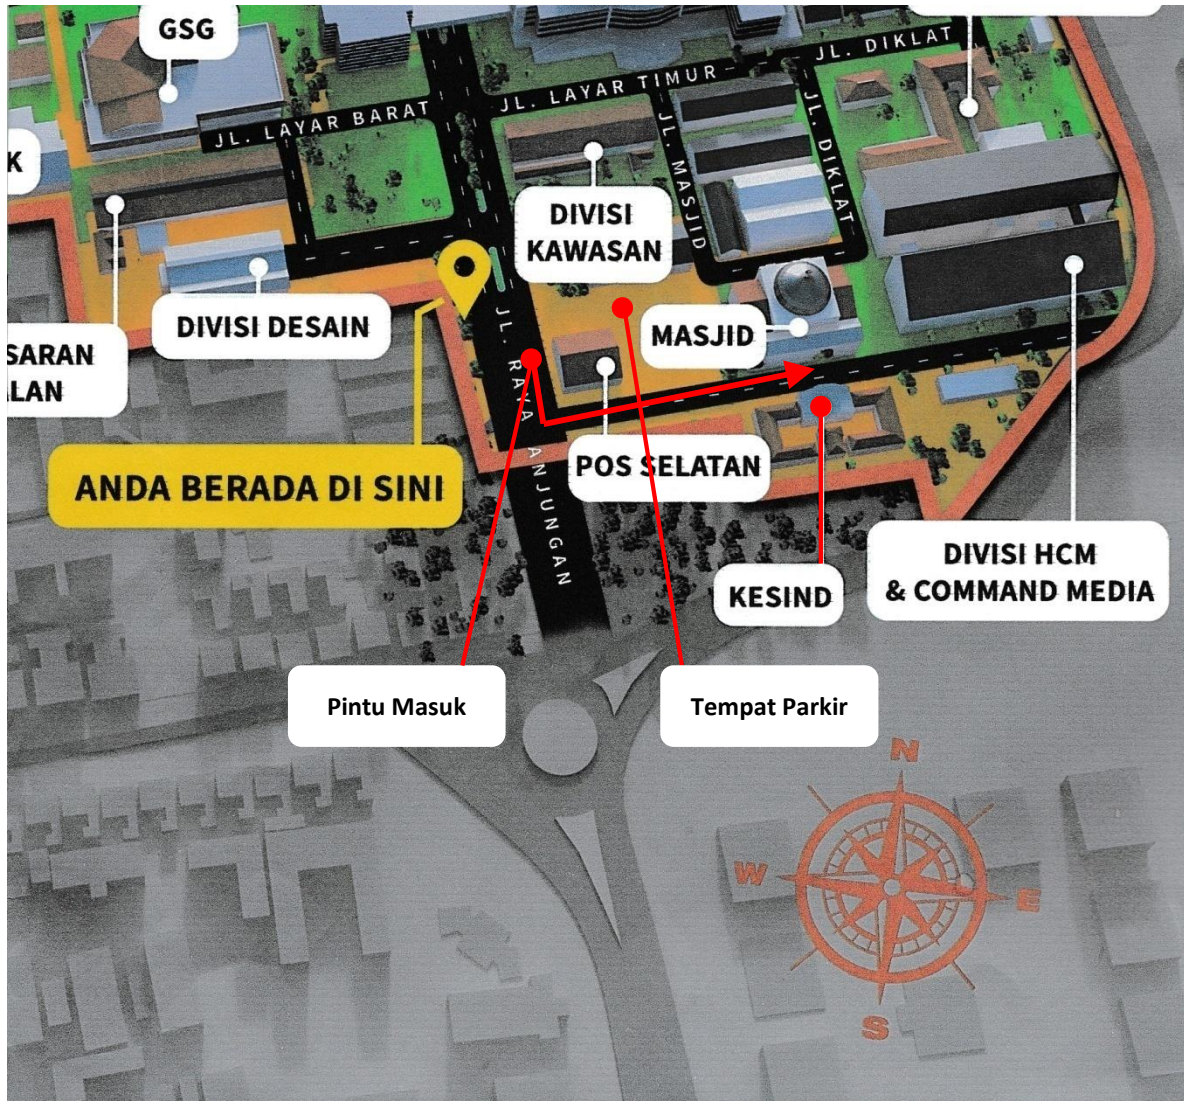 GSG
JL. DIKLAT
JL. LAYAR TIMUR
JL. LAYAR BARAT
JL. MASJID
JL. DIKLAT
K
DIVISI
KAWASAN
DIVISI DESAIN
MASJID
SARAN
ALAN
JL. RAYA ANJUNGAN
ANDA BERADA DI SINI
POS SELATAN
KESIND
DIVISI HCM
& COMMAND MEDIA
Pintu Masuk
Tempat Parkir
N
W
E
S